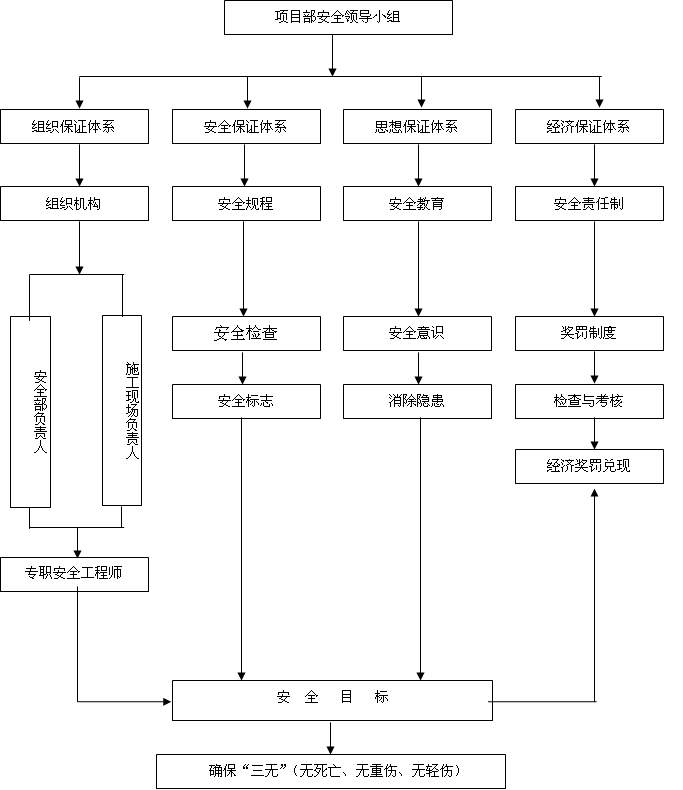 项目部安全领导小组
组织保证体系
安全保证体系
思想保证体系
经济保证体系
组织机构
安全规程
安全教育
安全责任制
安全部负责人
施工现场负责人
安全检查
安全意识
奖罚制度
安全标志
消除隐患
检查与考核
经济奖罚兑现
专职安全工程师
安 全 目 标
确保“三无”（无死亡、无重伤、无轻伤）